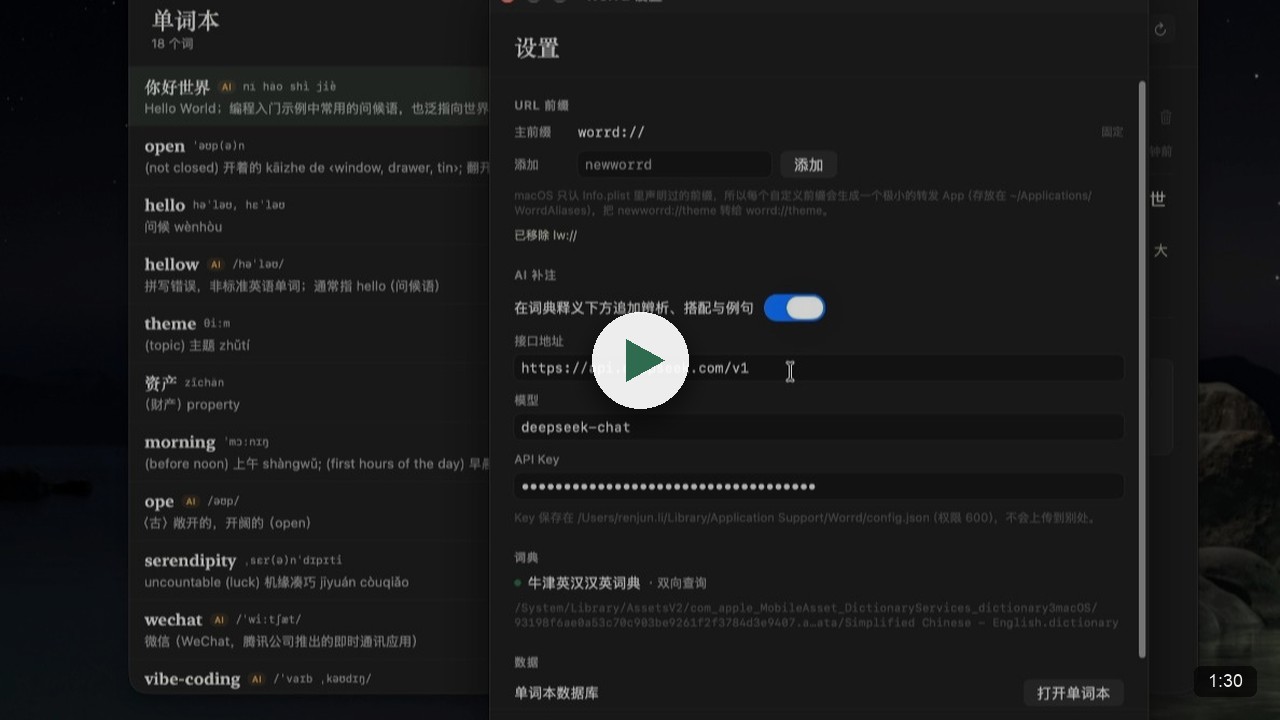 单词本
18 个词
你好世界 AI nǐ hǎo shì jiè
Hello World；编程入门示例中常用的问候语，也泛指向世界
open ˈəʊp(ə)n
(not closed) 开着的 kāizhe de ‹window, drawer, tin›; 翻开
hello həˈləʊ, hɛˈləʊ
问候 wènhòu
hellow AI /həˈləʊ/
拼写错误，非标准英语单词；通常指 hello (问候语)
theme θiːm
(topic) 主题 zhǔtí
资产 zīchǎn
(财产) property
morning ˈmɔːnɪŋ
(before noon) 上午 shàngwǔ; (first hours of the day) 早晨
ope AI /əʊp/
〈古〉敞开的，开阔的 (open)
serendipity ˌsɛr(ə)nˈdɪpɪti
uncountable (luck) 机缘凑巧 jīyuán còuqiǎo
wechat AI /ˈwiːtʃæt/
微信 (WeChat，腾讯公司推出的即时通讯应用)
vibe-coding AI /ˈvaɪb ˌkəʊdɪŋ/
设置
URL 前缀
主前缀 worrd:// 固定
添加 newworrd 添加
macOS 只认 Info.plist 里声明过的前缀，所以每个自定义前缀会生成一个极小的转发 App (存放在 ~/Applications/
WorrdAliases)，把 newworrd://theme 转给 worrd://theme。
已移除 lw://
AI 补注
在词典释义下方追加辨析、搭配与例句
接口地址
https:// .com/v1
模型
deepseek-chat
API Key
Key 保存在 /Users/renjun.li/Library/Application Support/Worrd/config.json (权限 600)，不会上传到别处。
词典
牛津英汉汉英词典 · 双向查询
/System/Library/AssetsV2/com_apple_MobileAsset_DictionaryServices_dictionary3macOS/
93198f6ae0a53c70c903be9261f2f3784d3e9407.a…ata/Simplified Chinese - English.dictionary
数据
单词本数据库 打开单词本
钟前
世
大
1:30